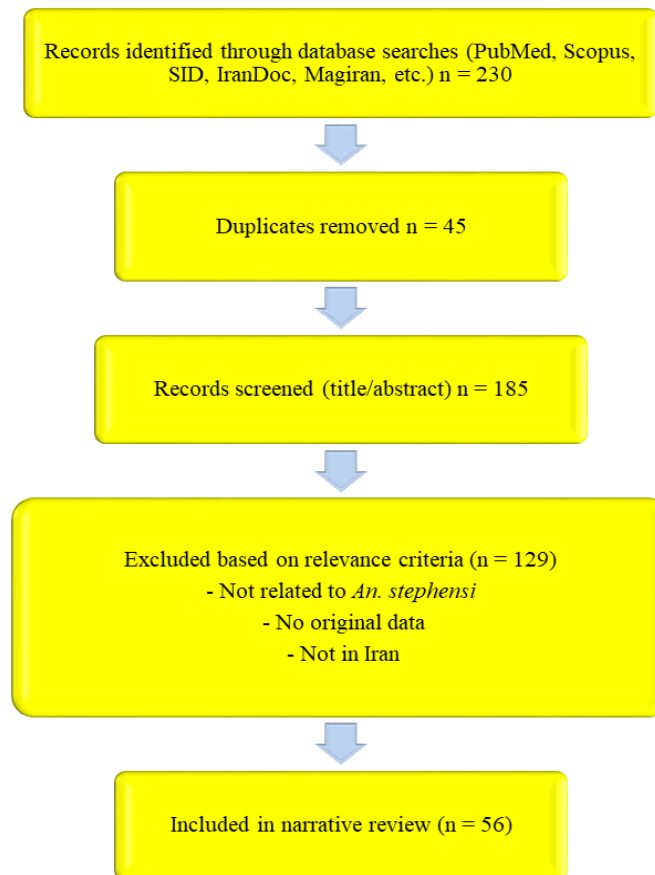 Records identified through database searches (PubMed, Scopus,
SID, IranDoc, Magiran, etc.) n = 230
Duplicates removed n = 45
Records screened (title/abstract) n = 185
Excluded based on relevance criteria (n = 129)
- Not related to An. stephensi
- No original data
- Not in Iran
Included in narrative review (n = 56)